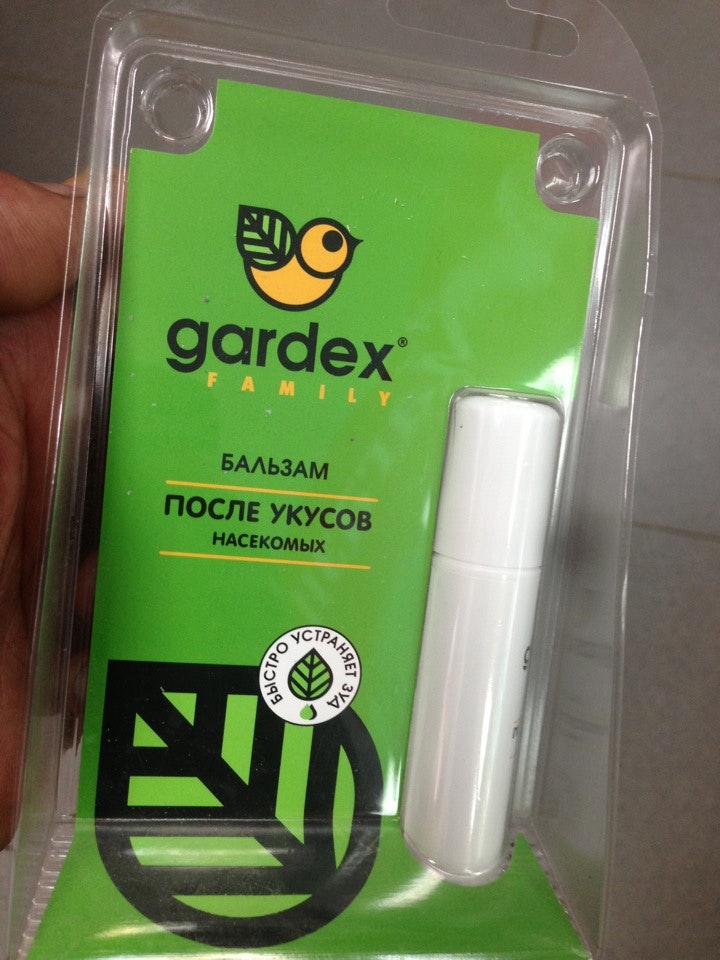 gardex®
FAMILY
БАЛЬЗАМ
ПОСЛЕ УКУСОВ
НАСЕКОМЫХ
БЫСТРО УСТРАНЯЕТ ЗУД